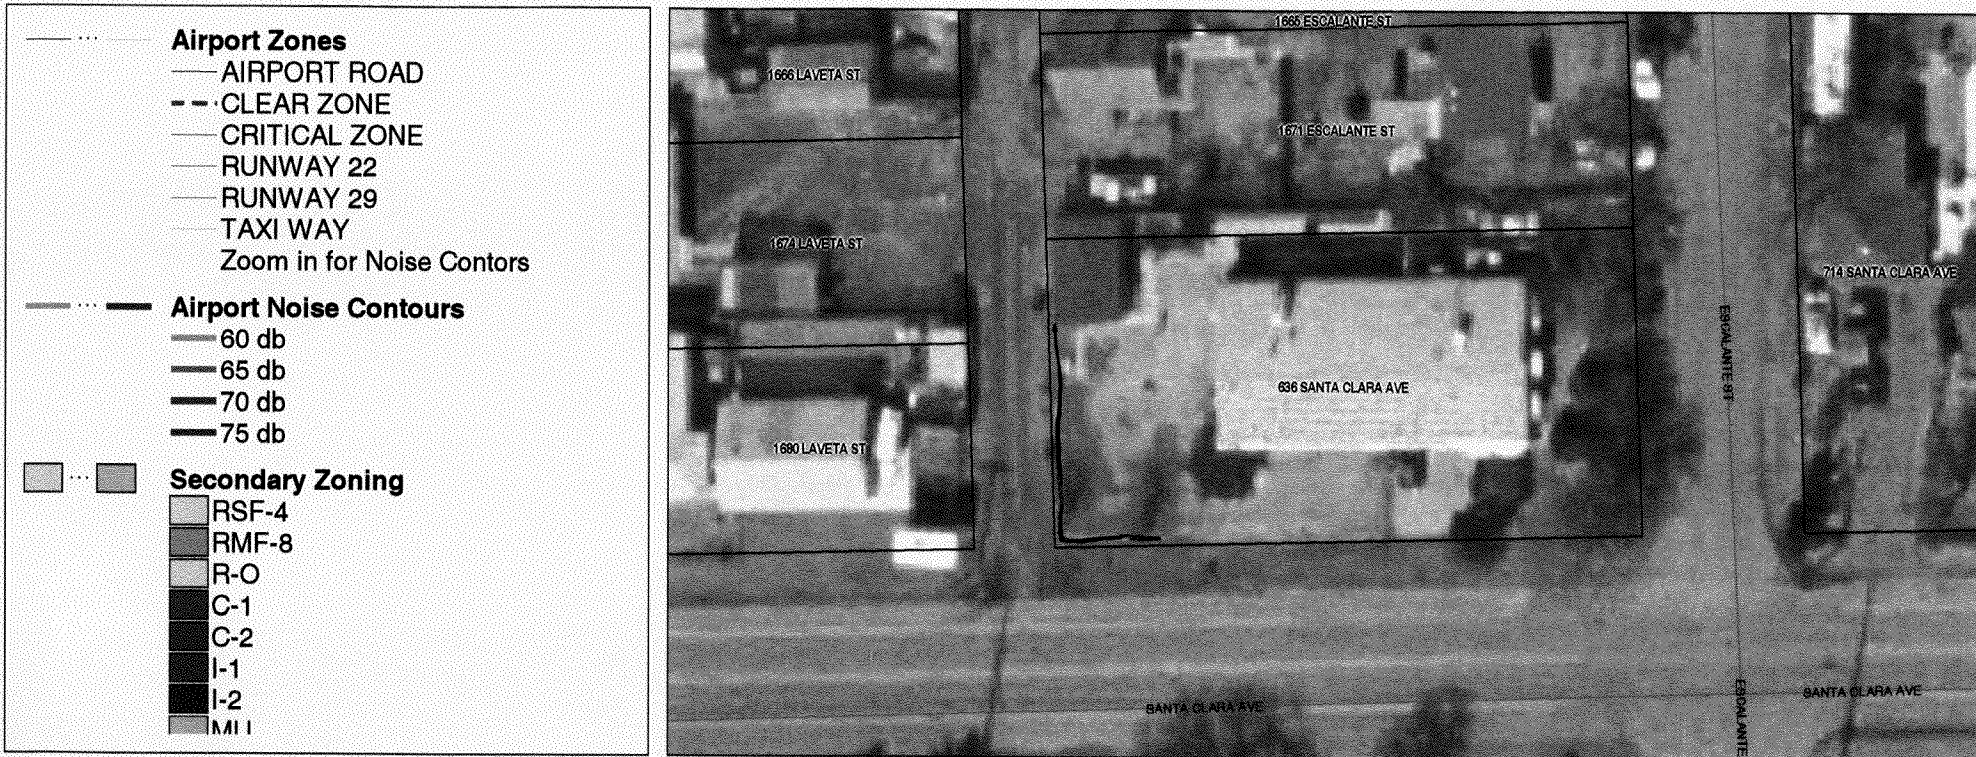 Airport Zones
AIRPORT ROAD
CLEAR ZONE
CRITICAL ZONE
RUNWAY 22
RUNWAY 29
TAXI WAY
Zoom in for Noise Contors
Airport Noise Contours
60 db
65 db
70 db
75 db
Secondary Zoning
RSF-4
RMF-8
R-O
C-1
C-2
I-1
I-2
MU
1665 ESCALANTE ST
1666 LAVETA ST
1671 ESCALANTE ST
1674 LAVETA ST
714 SANTA CLARA AVE
ESCALANTE ST
636 SANTA CLARA AVE
1680 LAVETA ST
SANTA CLARA AVE
SANTA CLARA AVE
ESCALANTE